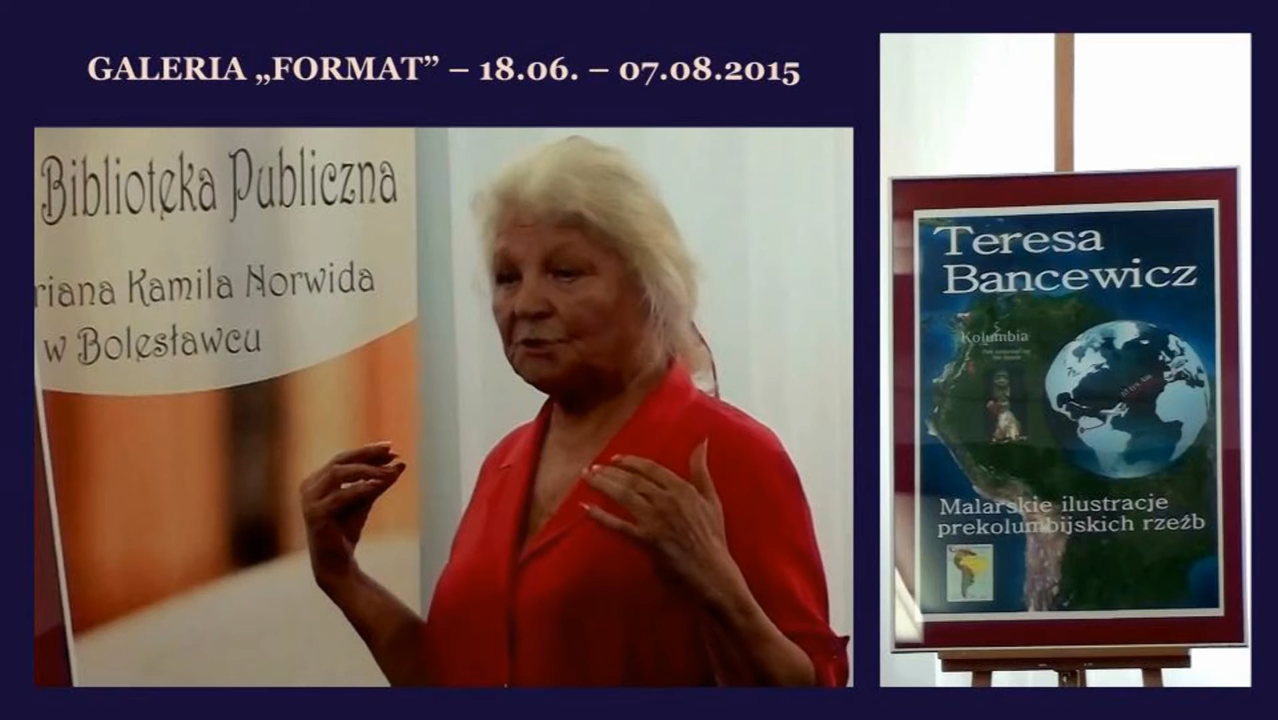 GALERIA „FORMAT” – 18.06. – 07.08.2015
Biblioteka Publiczna
riana Kamila Norwida
w Bolesławcu
Teresa
Bancewicz
Kolumbia
Malarskie ilustracje
prekolumbijskich rzeźb